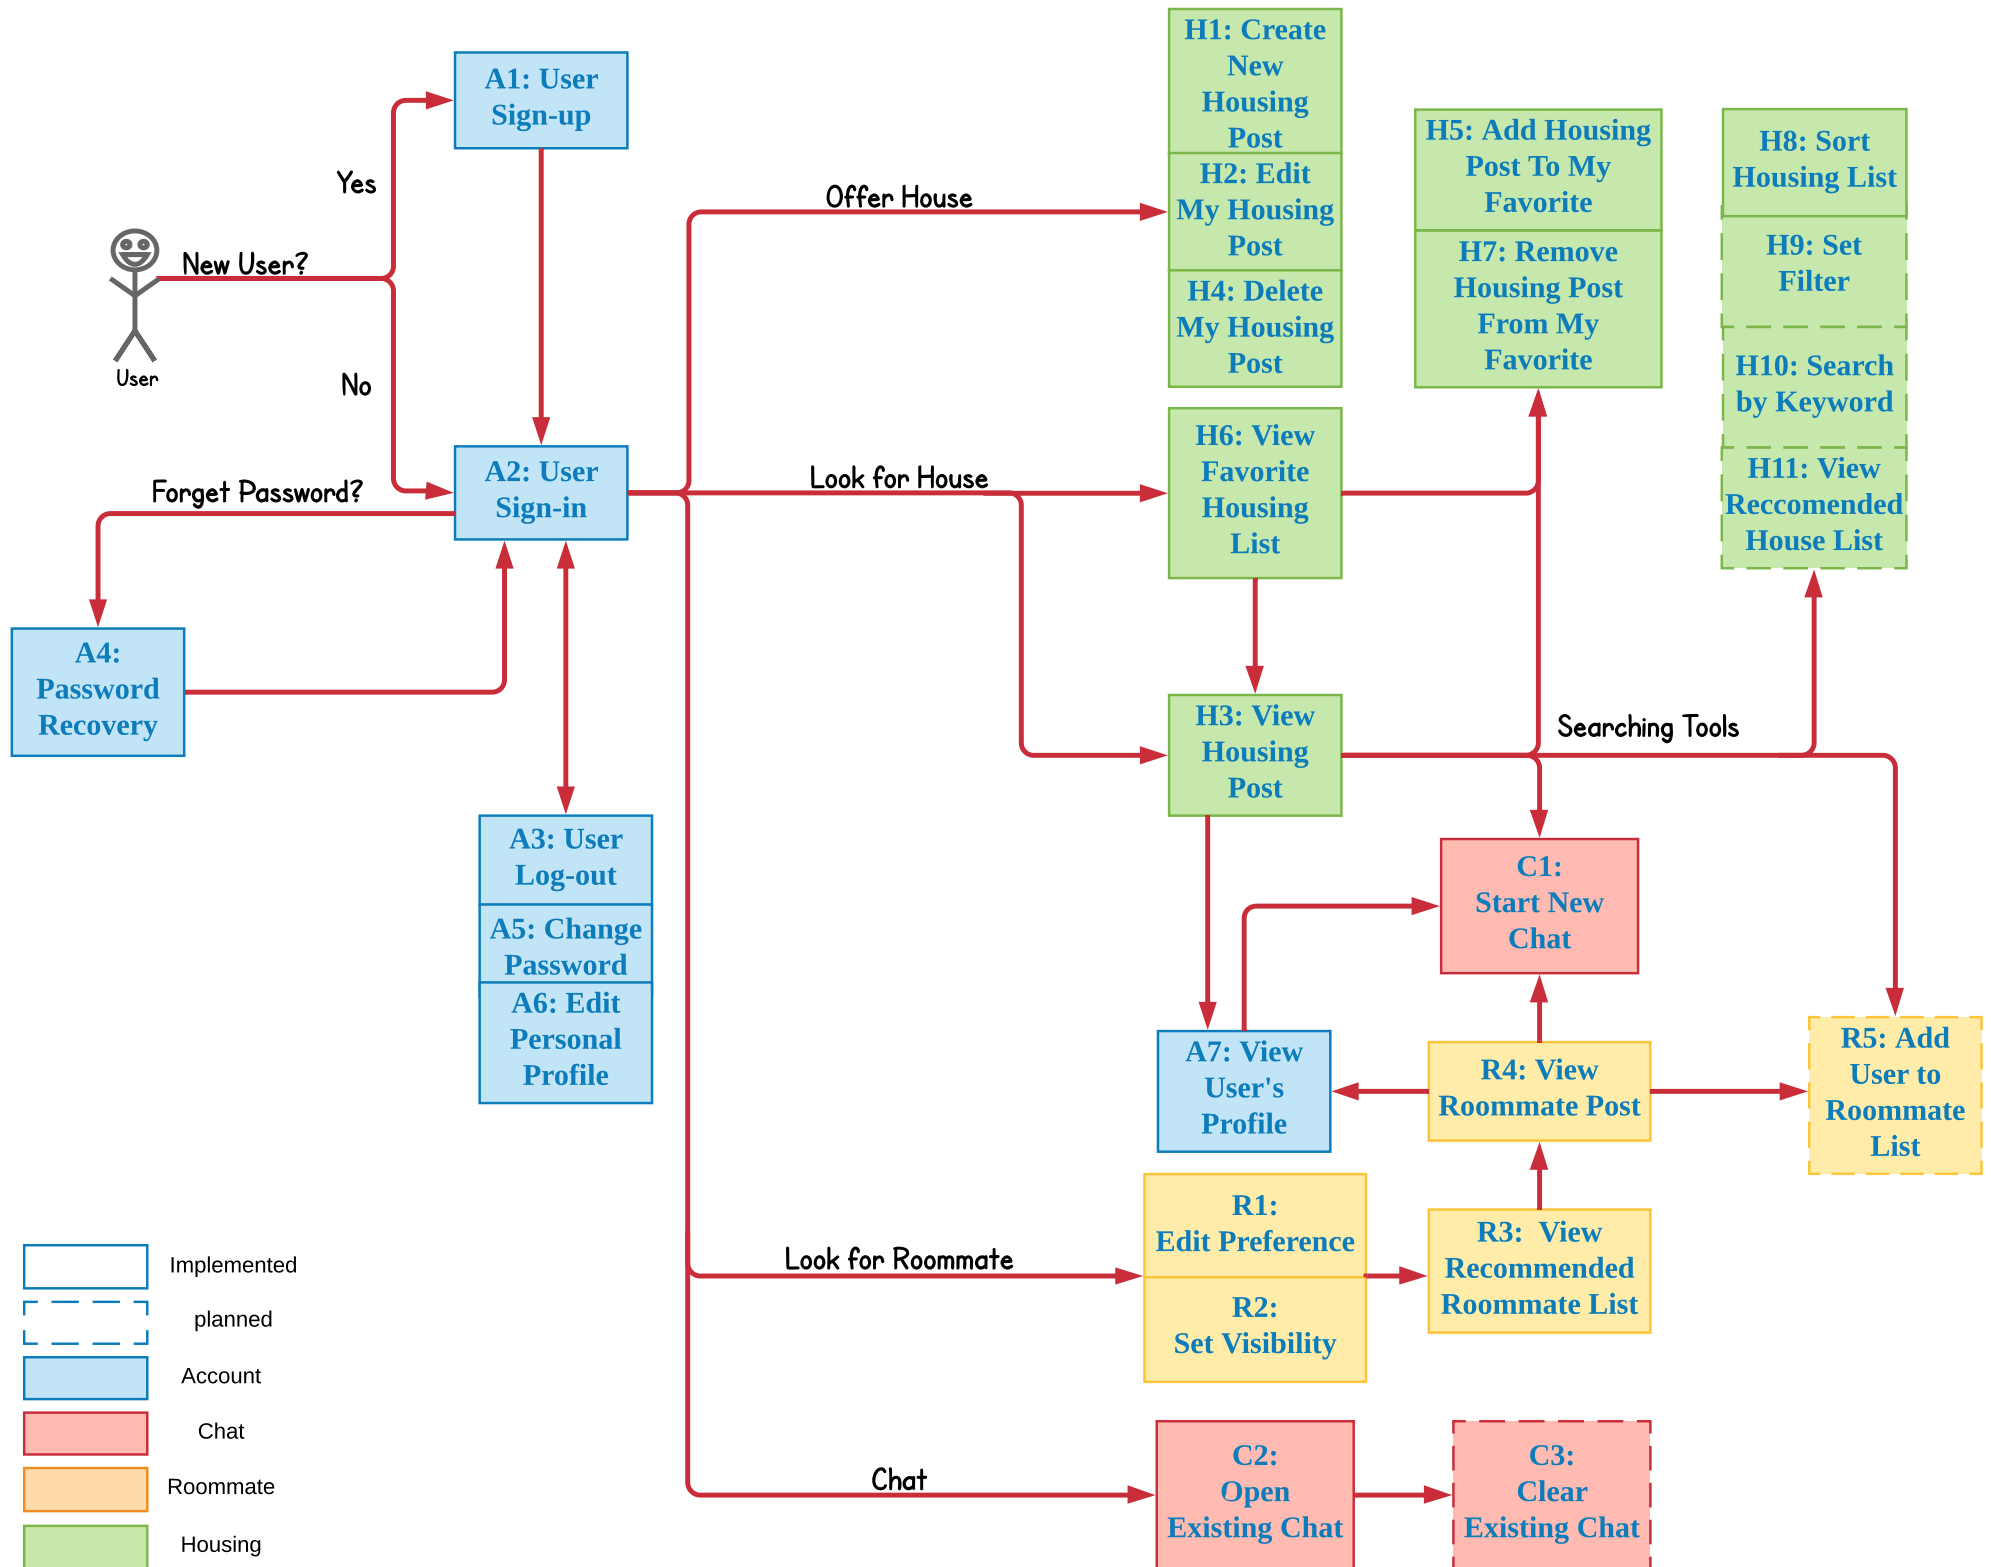 A1: User
Sign-up
Yes
New User?
User
No
Forget Password?
A2: User
Sign-in
A4:
Password
Recovery
A3: User
Log-out
A5: Change
Password
A6: Edit
Personal
Profile
Offer House
Look for House
Look for Roommate
Chat
H1: Create
New
Housing
Post
H2: Edit
My Housing
Post
H4: Delete
My Housing
Post
H6: View
Favorite
Housing
List
H3: View
Housing
Post
H5: Add Housing
Post To My
Favorite
H7: Remove
Housing Post
From My
Favorite
H8: Sort
Housing List
H9: Set
Filter
H10: Search
by Keyword
H11: View
Reccomended
House List
Searching Tools
C1:
Start New
Chat
A7: View
User's
Profile
R4: View
Roommate Post
R5: Add
User to
Roommate
List
R1:
Edit Preference
R2:
Set Visibility
R3: View
Recommended
Roommate List
C2:
Open
Existing Chat
C3:
Clear
Existing Chat
Implemented
planned
Account
Chat
Roommate
Housing